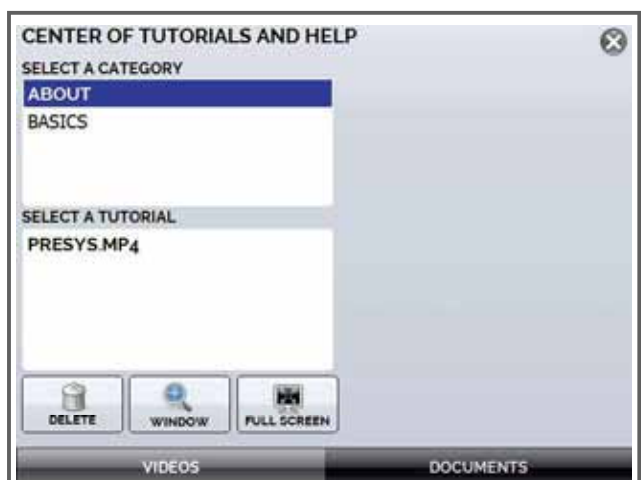 CENTER OF TUTORIALS AND HELP
SELECT A CATEGORY
ABOUT
BASICS
SELECT A TUTORIAL
PRESYS.MP4
DELETE
WINDOW
FULL SCREEN
VIDEOS
DOCUMENTS